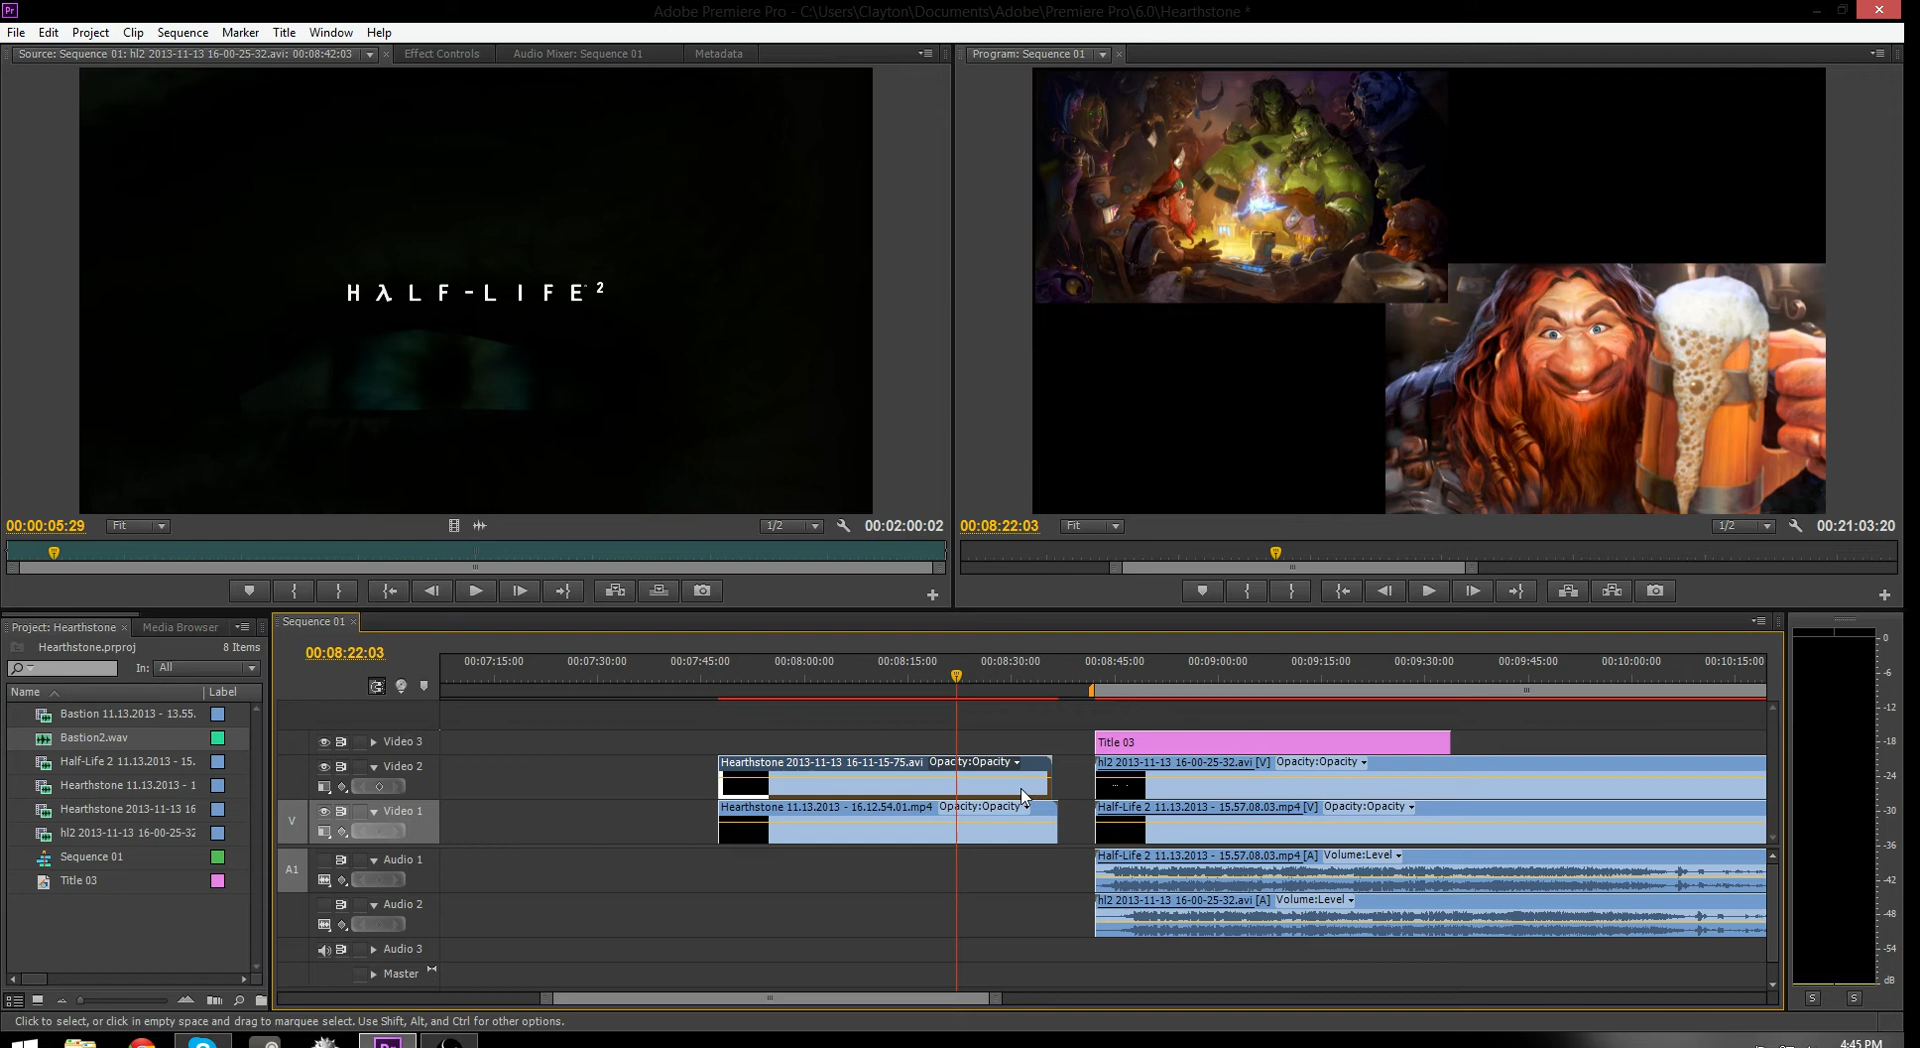 Pr
Adobe Premiere Pro - C:\Users\Clayton\Documents\Adobe\Premiere Pro\6.0\Hearthstone *
File Edit Project Clip Sequence Marker Title Window Help
Source: Sequence 01: hl2 2013-11-13 16-00-25-32.avi: 00:08:42:03 Effect Controls Audio Mixer: Sequence 01 Metadata
Program: Sequence 01
HλLF-LIFE²
00:00:05:29 Fit 1/2 00:02:00:02
00:08:22:03 Fit 1/2 00:21:03:20
Project: Hearthstone Media Browser
Hearthstone.prproj 8 Items
In: All
Name Label
Bastion 11.13.2013 - 13.55.
Bastion2.wav
Half-Life 2 11.13.2013 - 15.
Hearthstone 11.13.2013 - 1
Hearthstone 2013-11-13 16
hl2 2013-11-13 16-00-25-32
Sequence 01
Title 03
Sequence 01
00:08:22:03
00:07:15:00 00:07:30:00 00:07:45:00 00:08:00:00 00:08:15:00 00:08:30:00 00:08:45:00 00:09:00:00 00:09:15:00 00:09:30:00 00:09:45:00 00:10:00:00 00:10:15:00
Video 3 Title 03
Video 2 Hearthstone 2013-11-13 16-11-15-75.avi Opacity:Opacity hl2 2013-11-13 16-00-25-32.avi [V] Opacity:Opacity
V Video 1 Hearthstone 11.13.2013 - 16.12.54.01.mp4 Opacity:Opacity Half-Life 2 11.13.2013 - 15.57.08.03.mp4 [V] Opacity:Opacity
A1 Audio 1 Half-Life 2 11.13.2013 - 15.57.08.03.mp4 [A] Volume:Level
Audio 2 hl2 2013-11-13 16-00-25-32.avi [A] Volume:Level
Audio 3
Master
0
-6
-12
-18
-24
-30
-36
-42
-48
-54
dB
S S
Click to select, or click in empty space and drag to marquee select. Use Shift, Alt, and Ctrl for other options.
Pr
4:45 PM